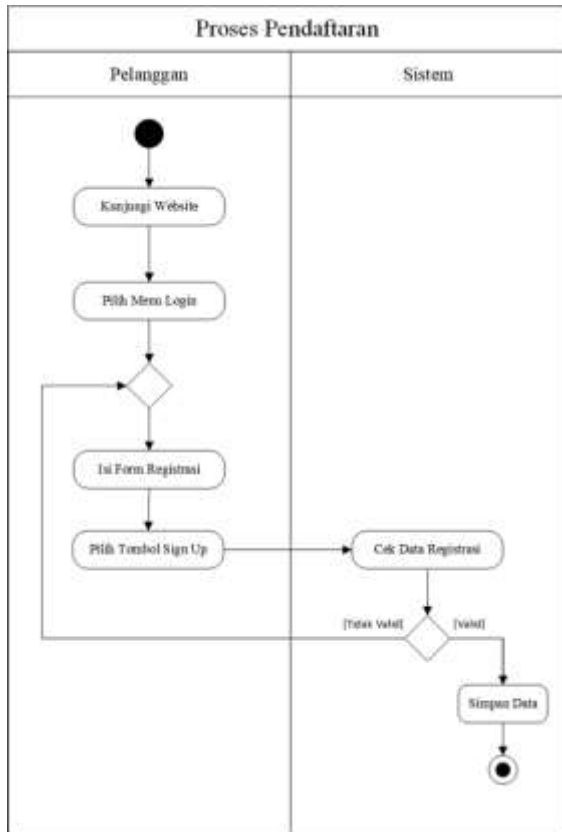 Proses Pendaftaran
Pelanggan
Sistem
Kunjungi Website
Pilih Menu Login
Isi Form Registrasi
Pilih Tombol Sign Up
Cek Data Registrasi
[Tidak Valid]
[Valid]
Simpan Data